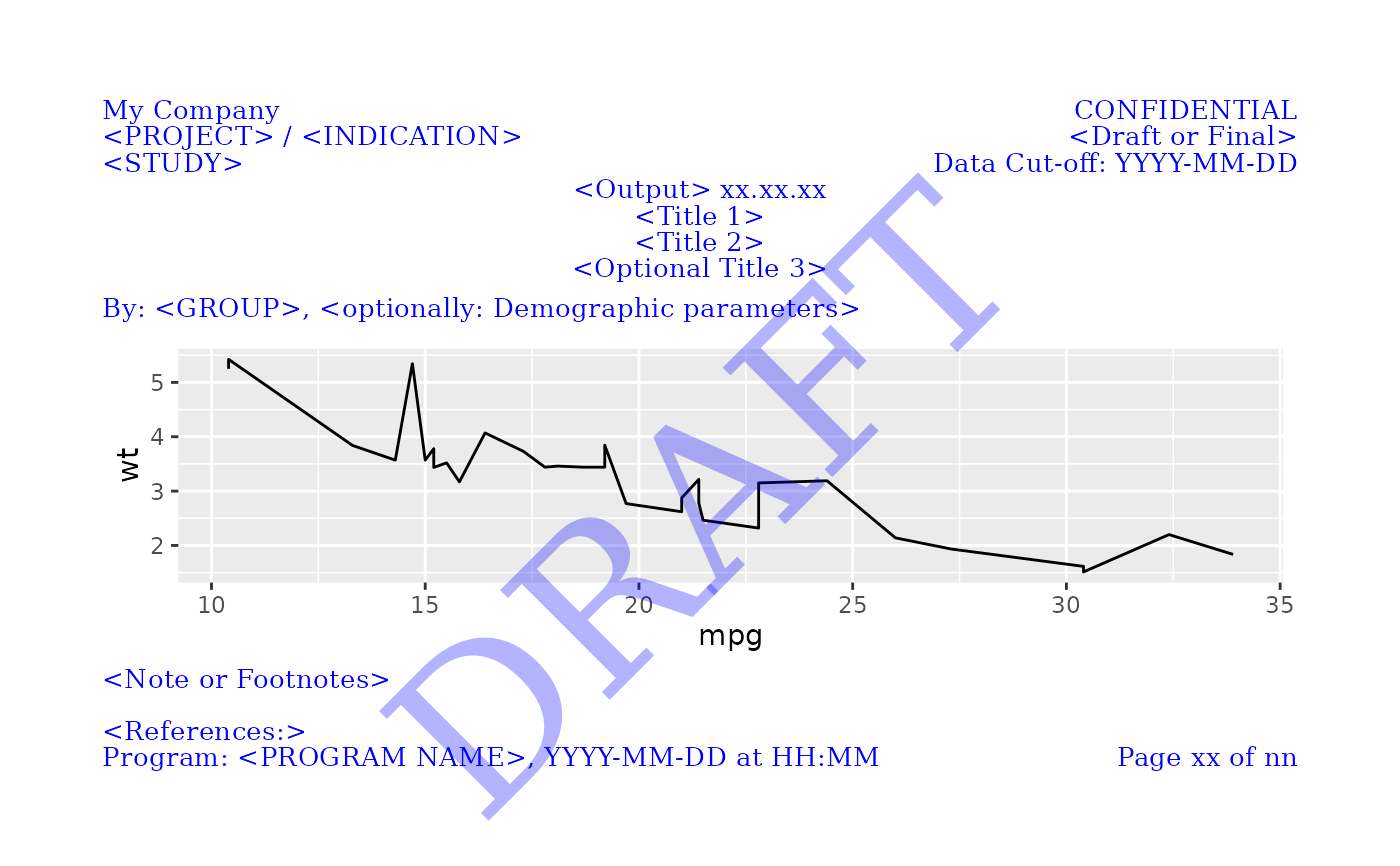 My Company CONFIDENTIAL
<PROJECT> / <INDICATION> <Draft or Final>
<STUDY> Data Cut-off: YYYY-MM-DD
<Output> xx.xx.xx
<Title 1>
<Title 2>
<Optional Title 3>
By: <GROUP>, <optionally: Demographic parameters>
5
4
wt
3
2
10 15 20 25 30 35
mpg
DRAFT
<Note or Footnotes>
<References:>
Program: <PROGRAM NAME>, YYYY-MM-DD at HH:MM Page xx of nn